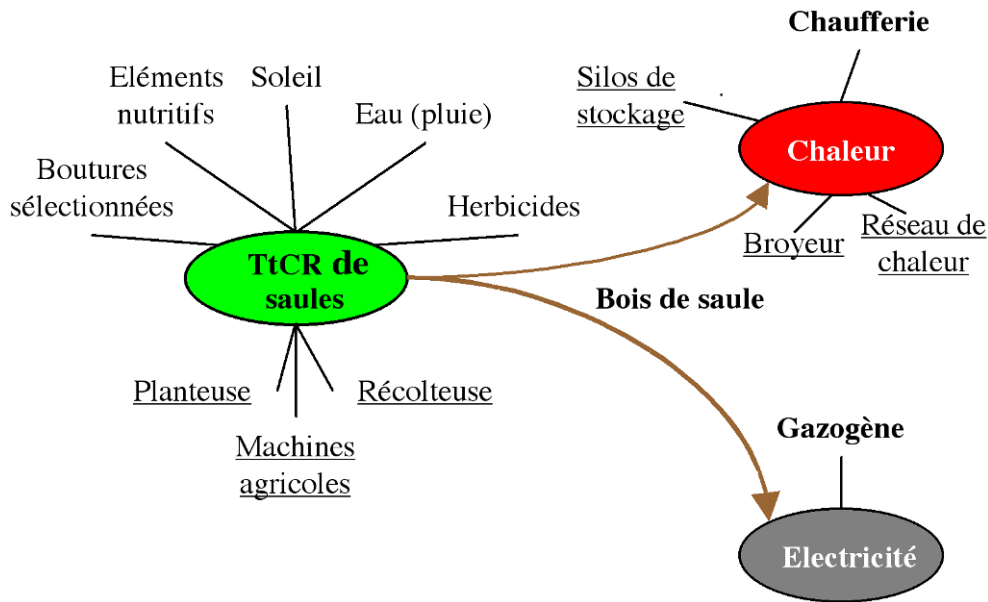 Chaufferie
Eléments
nutritifs
Soleil
Eau (pluie)
Silos de
stockage
Chaleur
Boutures
sélectionnées
Herbicides
Broyeur
Réseau de
chaleur
TtCR de
saules
Bois de saule
Planteuse
Récolteuse
Machines
agricoles
Gazogène
Electricité